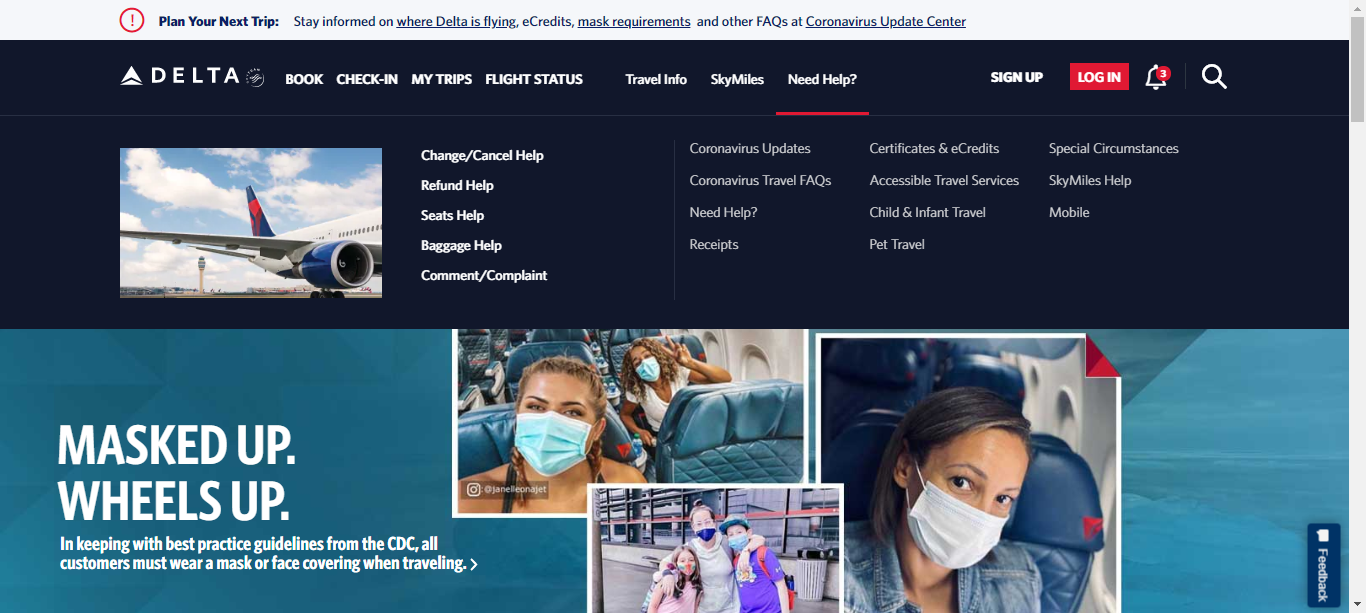 Plan Your Next Trip: Stay informed on where Delta is flying, eCredits, mask requirements and other FAQs at Coronavirus Update Center
DELTA BOOK CHECK-IN MY TRIPS FLIGHT STATUS Travel Info SkyMiles Need Help? SIGN UP LOG IN 3
Change/Cancel Help
Refund Help
Seats Help
Baggage Help
Comment/Complaint
Coronavirus Updates
Coronavirus Travel FAQs
Need Help?
Receipts
Certificates & eCredits
Accessible Travel Services
Child & Infant Travel
Pet Travel
Special Circumstances
SkyMiles Help
Mobile
MASKED UP.
WHEELS UP.
In keeping with best practice guidelines from the CDC, all
customers must wear a mask or face covering when traveling.
: @janelleonajet
Feedback